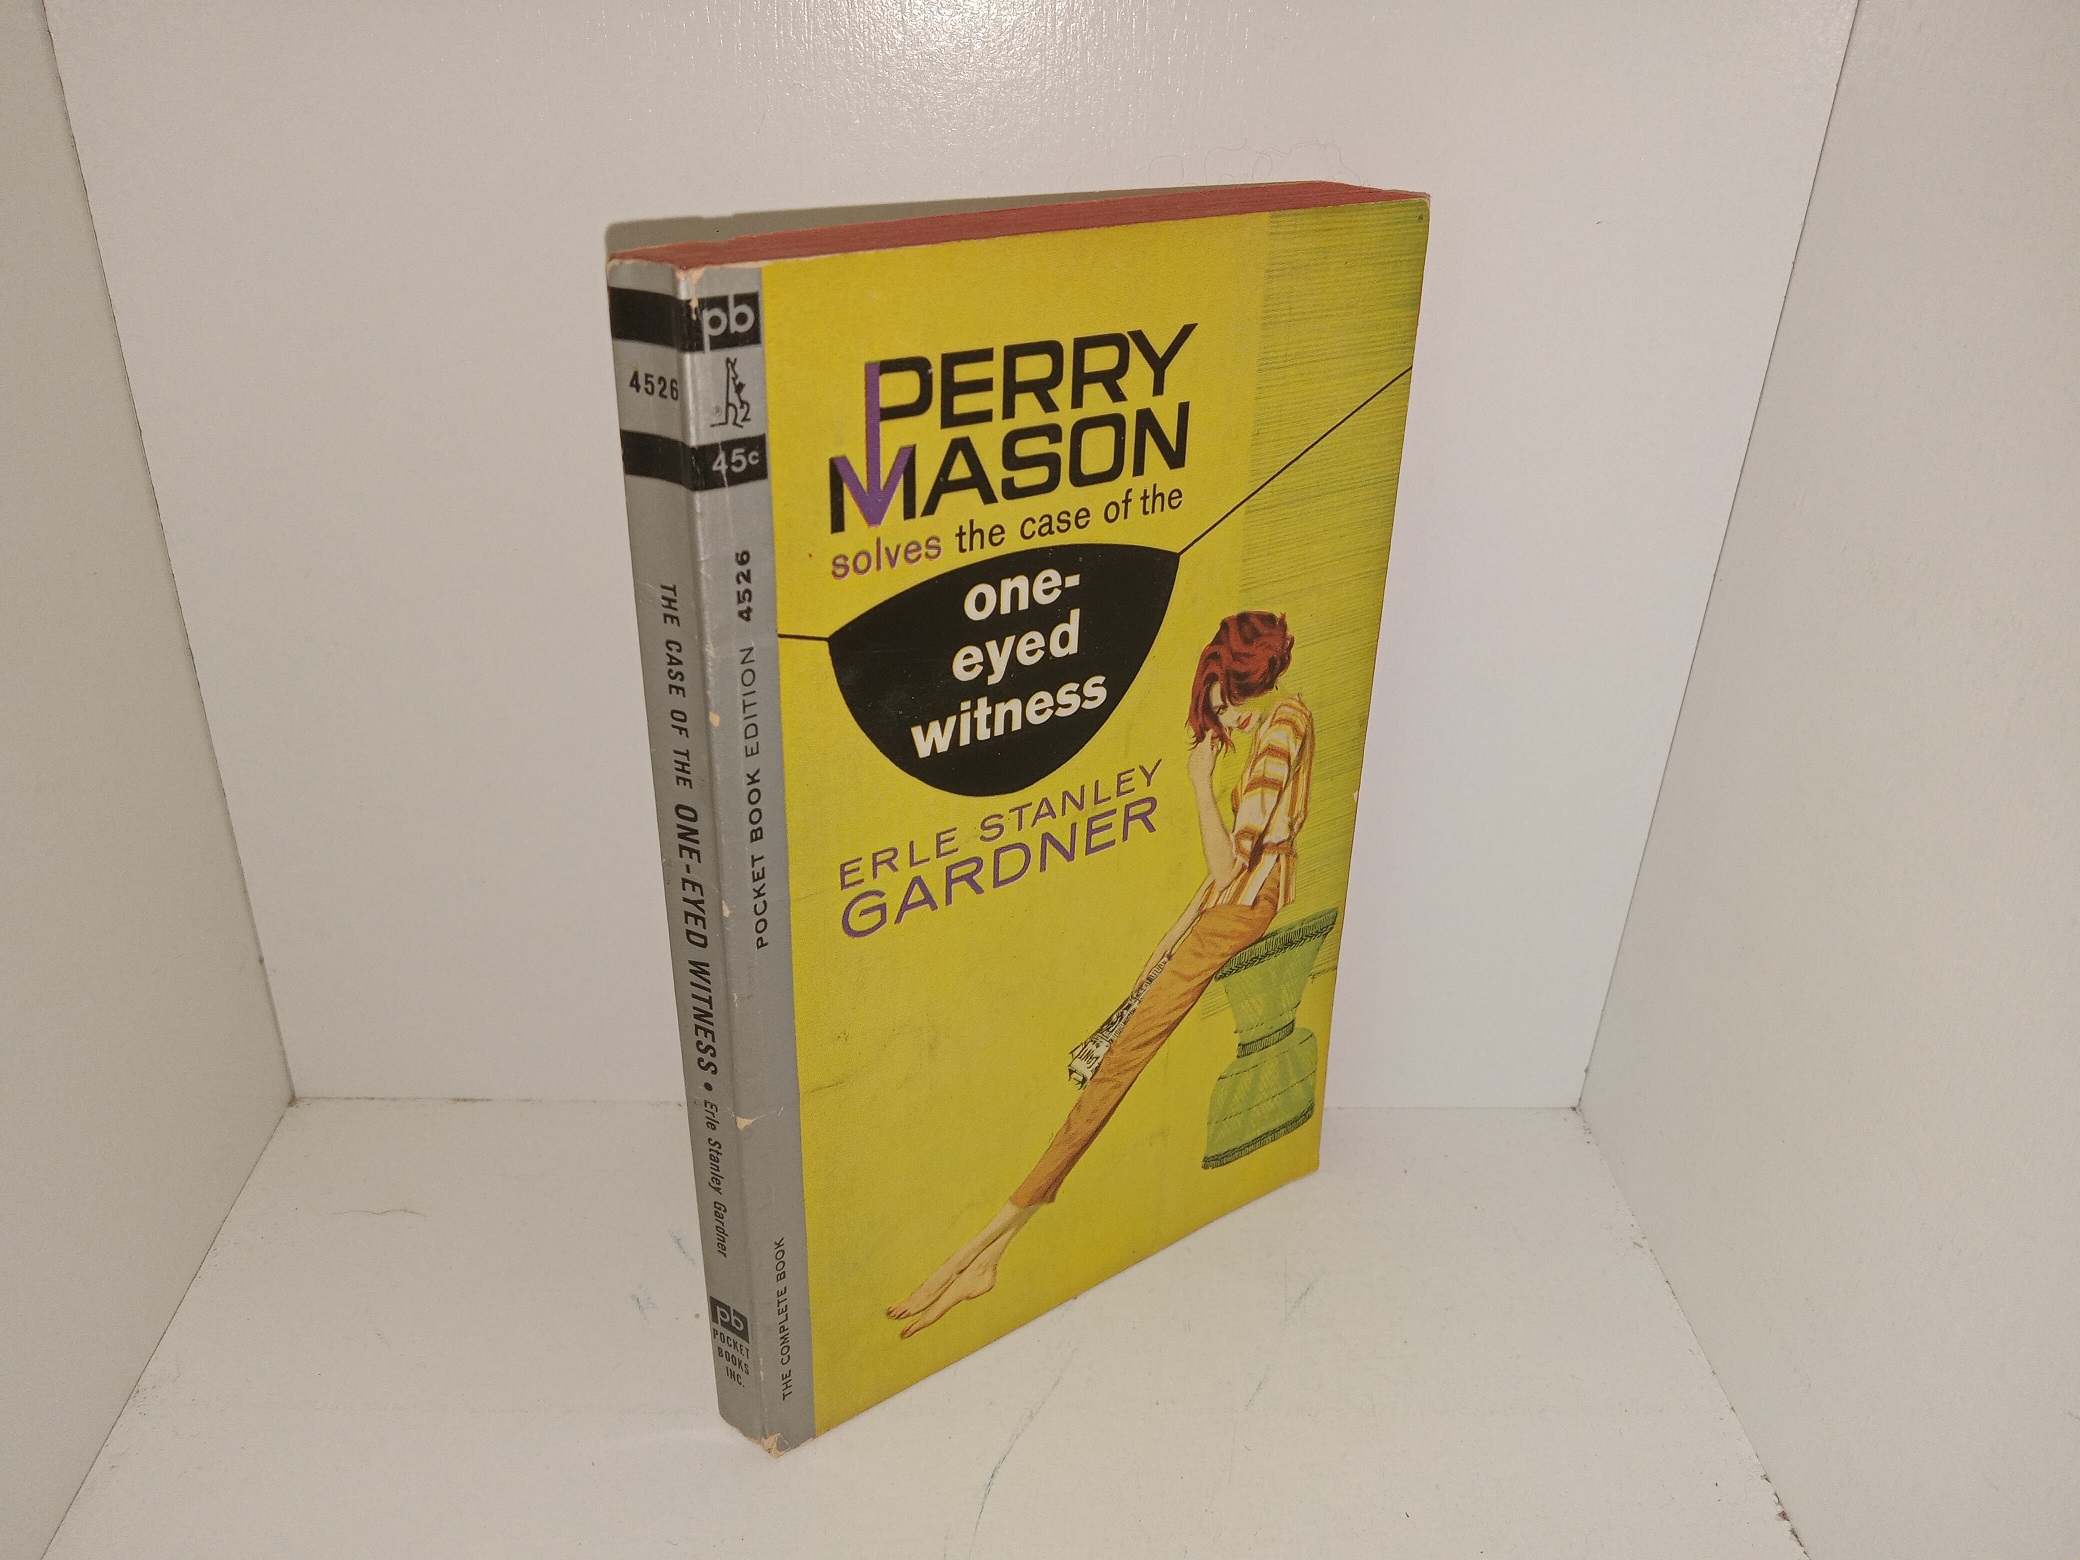 pb
4526
45c
THE CASE OF THE ONE-EYED WITNESS • Erle Stanley Gardner
pb
POCKET
BOOKS
INC.
POCKET BOOK EDITION 4526
THE COMPLETE BOOK
PERRY
MASON
solves the case of the
one-
eyed
witness
ERLE STANLEY
GARDNER